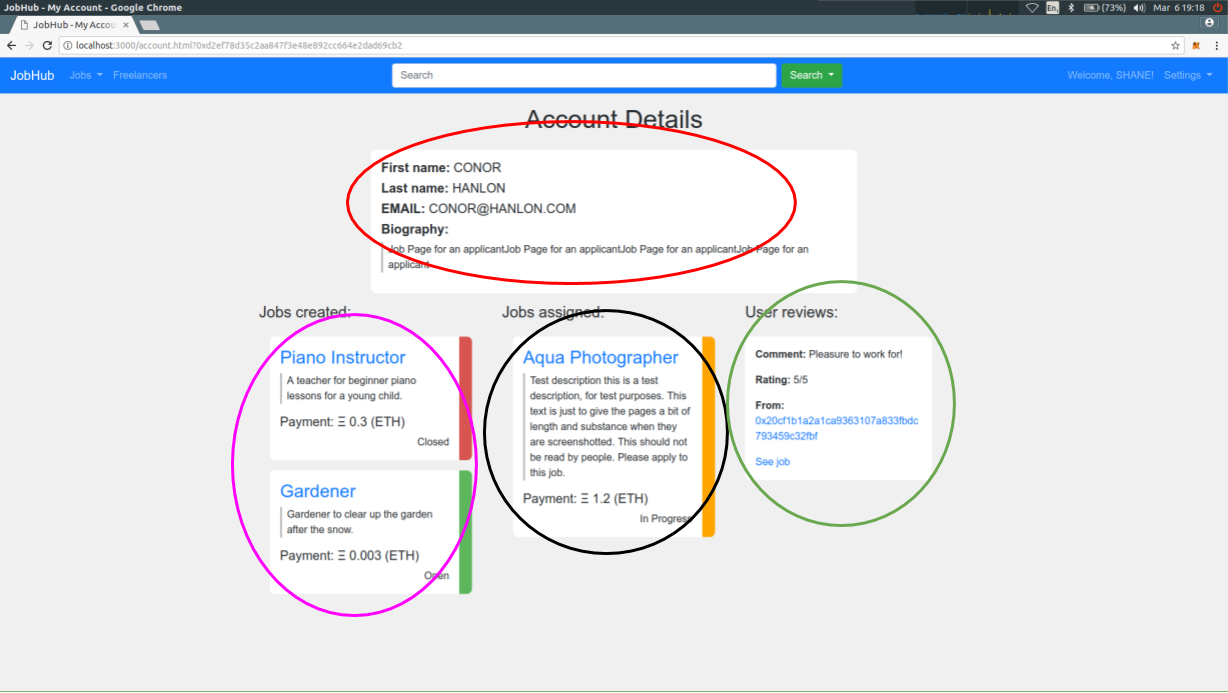 JobHub - My Account - Google Chrome
En,
(73%)
Mar 6 19:18
JobHub - My Accou
localhost:3000/account.html?0xd2ef78d35c2aa847f3e48e892cc664e2dad69cb2
JobHub Jobs Freelancers Search Search Welcome, SHANE! Settings
Account Details
First name: CONOR
Last name: HANLON
EMAIL: CONOR@HANLON.COM
Biography:
Job Page for an applicantJob Page for an applicantJob Page for an applicantJob Page for an
applicant
Jobs created:
Piano Instructor
A teacher for beginner piano
lessons for a young child.
Payment: Ξ 0.3 (ETH)
Closed
Gardener
Gardener to clear up the garden
after the snow.
Payment: Ξ 0.003 (ETH)
Open
Jobs assigned:
Aqua Photographer
Test description this is a test
description, for test purposes. This
text is just to give the pages a bit of
length and substance when they
are screenshotted. This should not
be read by people. Please apply to
this job.
Payment: Ξ 1.2 (ETH)
In Progress
User reviews:
Comment: Pleasure to work for!
Rating: 5/5
From:
0x20cf1b1a2a1ca9363107a833fbdc
793459c32fbf
See job